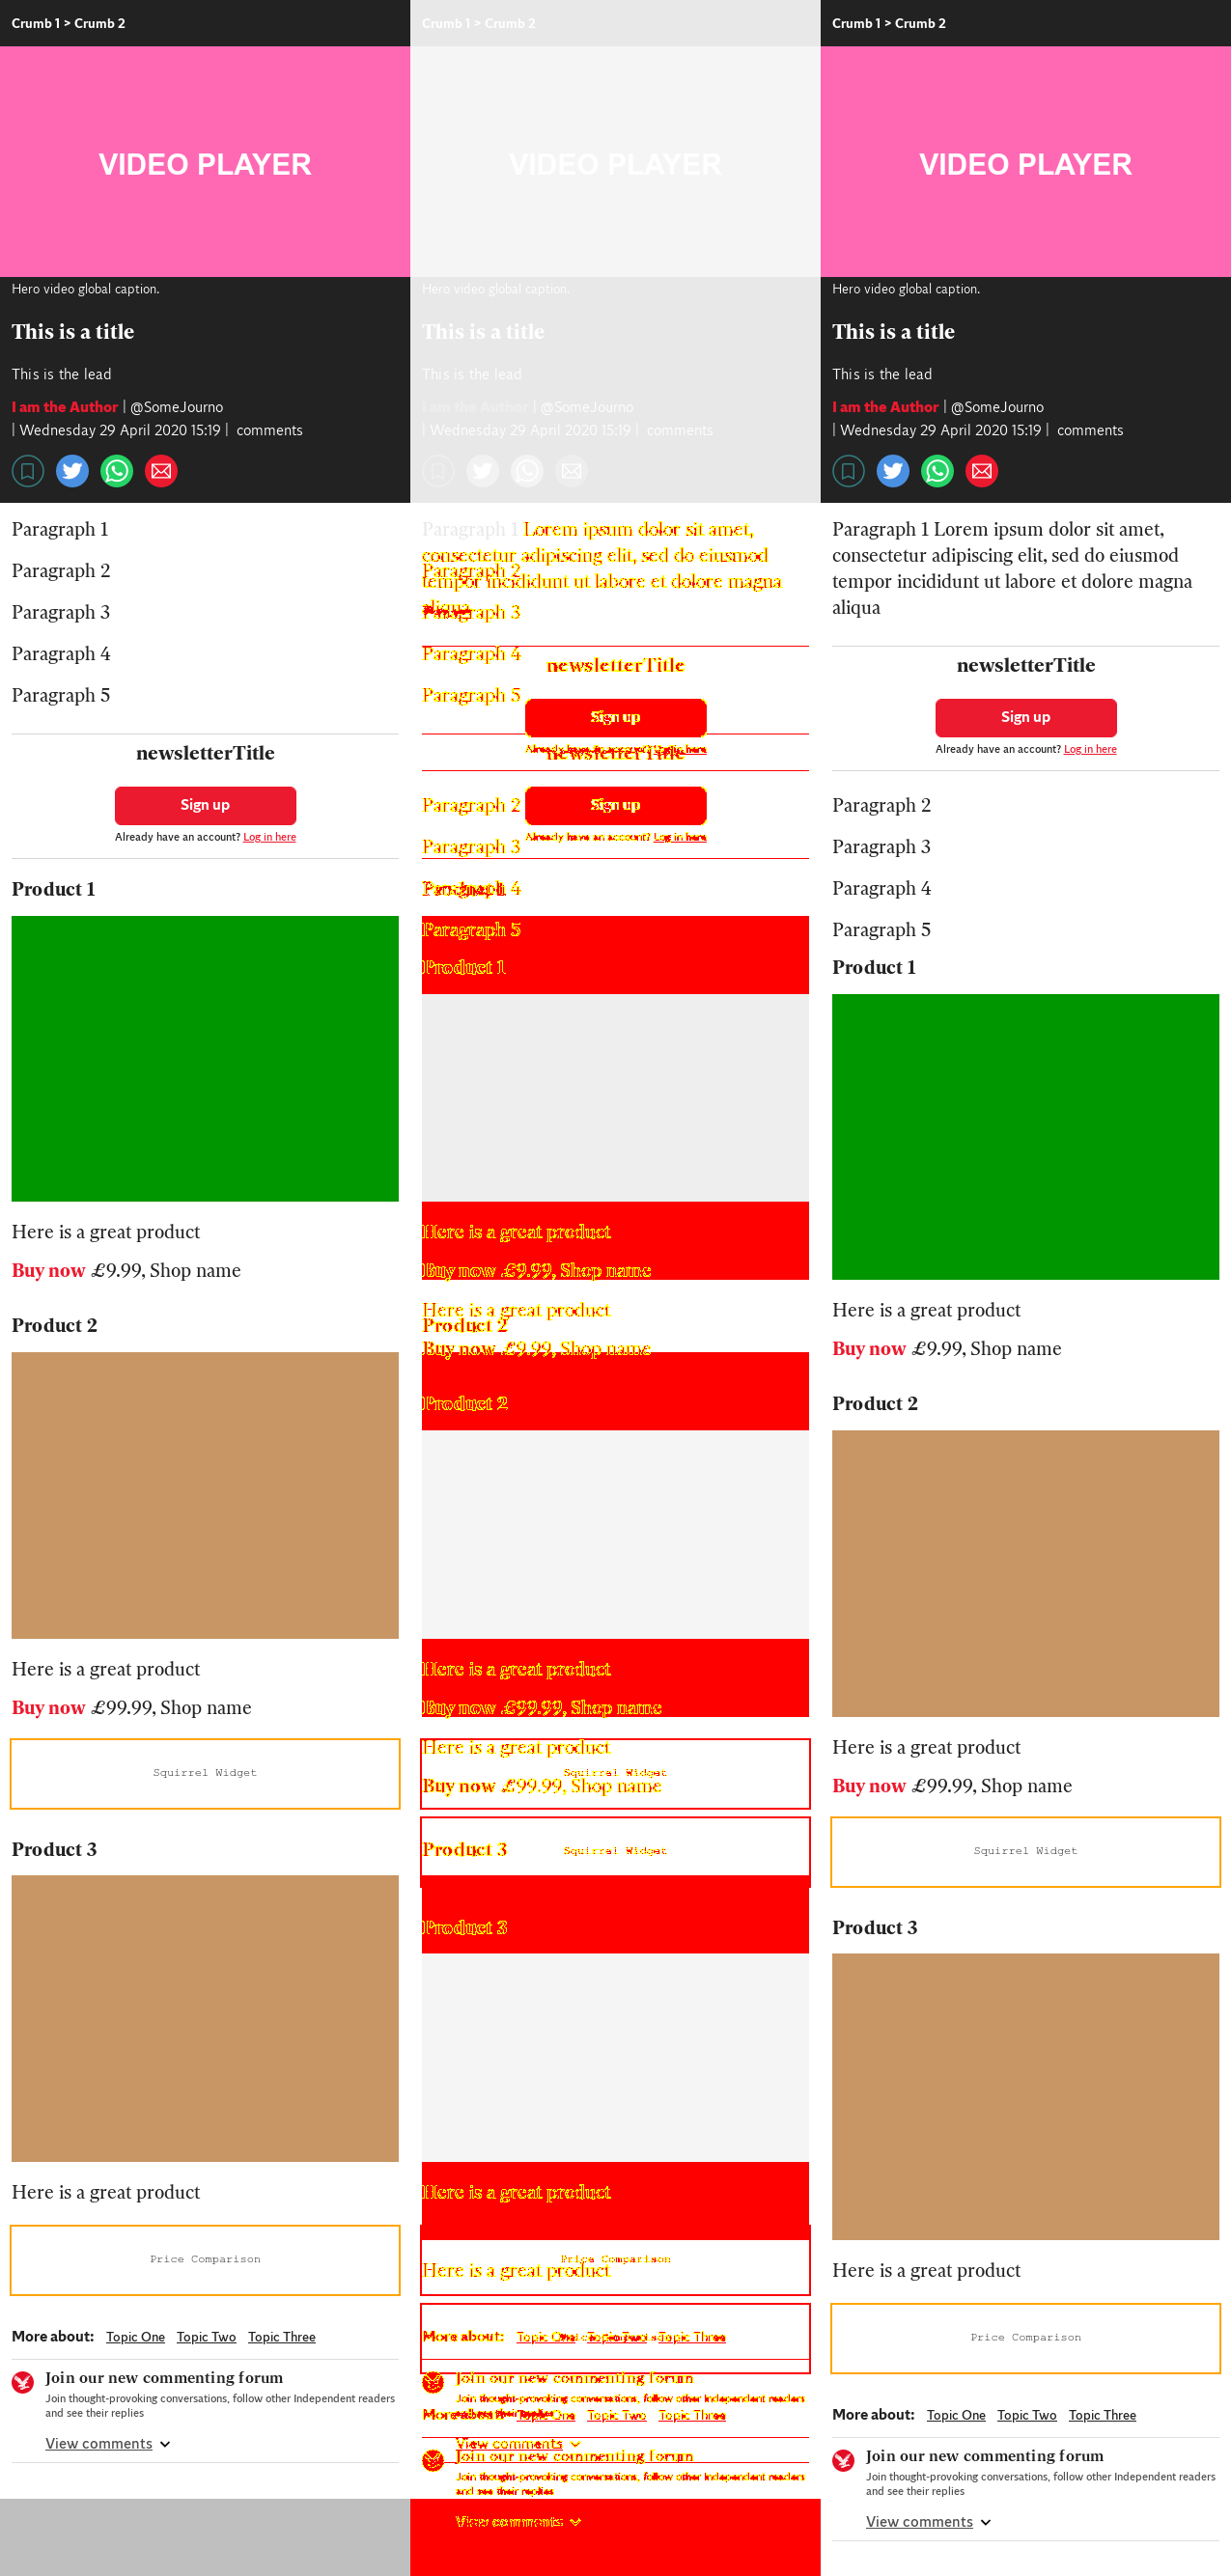 Crumb 1 > Crumb 2
VIDEO PLAYER
Hero video global caption.
This is a title
This is the lead
I am the Author | @SomeJourno
| Wednesday 29 April 2020 15:19 | comments
Paragraph 1
Paragraph 2
Paragraph 3
Paragraph 4
Paragraph 5
newsletterTitle
Sign up
Already have an account? Log in here
Product 1
Here is a great product
Buy now £9.99, Shop name
Product 2
Here is a great product
Buy now £99.99, Shop name
Squirrel Widget
Product 3
Here is a great product
Price Comparison
More about: Topic One Topic Two Topic Three
Join our new commenting forum
Join thought-provoking conversations, follow other Independent readers
and see their replies
View comments
Crumb 1 > Crumb 2
VIDEO PLAYER
Hero video global caption.
This is a title
This is the lead
I am the Author | @SomeJourno
| Wednesday 29 April 2020 15:19 | comments
Paragraph 1 Lorem ipsum dolor sit amet,
consectetur adipiscing elit, sed do eiusmod
Paragraph 2
tempor incididunt ut labore et dolore magna
aliqua
Paragraph 3
Paragraph 4
newsletterTitle
Paragraph 5
Sign up
Already have an account? Log in here
newsletterTitle
Paragraph 2
Sign up
Already have an account? Log in here
Paragraph 3
Paragraph 4
Product 1
Paragraph 5
Product 1
Here is a great product
Buy now £9.99, Shop name
Here is a great product
Product 2
Buy now £9.99, Shop name
Product 2
Here is a great product
Buy now £99.99, Shop name
Here is a great product
Squirrel Widget
Buy now £99.99, Shop name
Product 3
Squirrel Widget
Product 3
Here is a great product
Price Comparison
Here is a great product
More about: Topic One Topic Two Topic Three
Join our new commenting forum
Join thought-provoking conversations, follow other Independent readers
More about: Topic One Topic Two Topic Three
View comments
Join our new commenting forum
Join thought-provoking conversations, follow other Independent readers
and see their replies
View comments
Crumb 1 > Crumb 2
VIDEO PLAYER
Hero video global caption.
This is a title
This is the lead
I am the Author | @SomeJourno
| Wednesday 29 April 2020 15:19 | comments
Paragraph 1 Lorem ipsum dolor sit amet,
consectetur adipiscing elit, sed do eiusmod
tempor incididunt ut labore et dolore magna
aliqua
newsletterTitle
Sign up
Already have an account? Log in here
Paragraph 2
Paragraph 3
Paragraph 4
Paragraph 5
Product 1
Here is a great product
Buy now £9.99, Shop name
Product 2
Here is a great product
Buy now £99.99, Shop name
Squirrel Widget
Product 3
Here is a great product
Price Comparison
More about: Topic One Topic Two Topic Three
Join our new commenting forum
Join thought-provoking conversations, follow other Independent readers
and see their replies
View comments